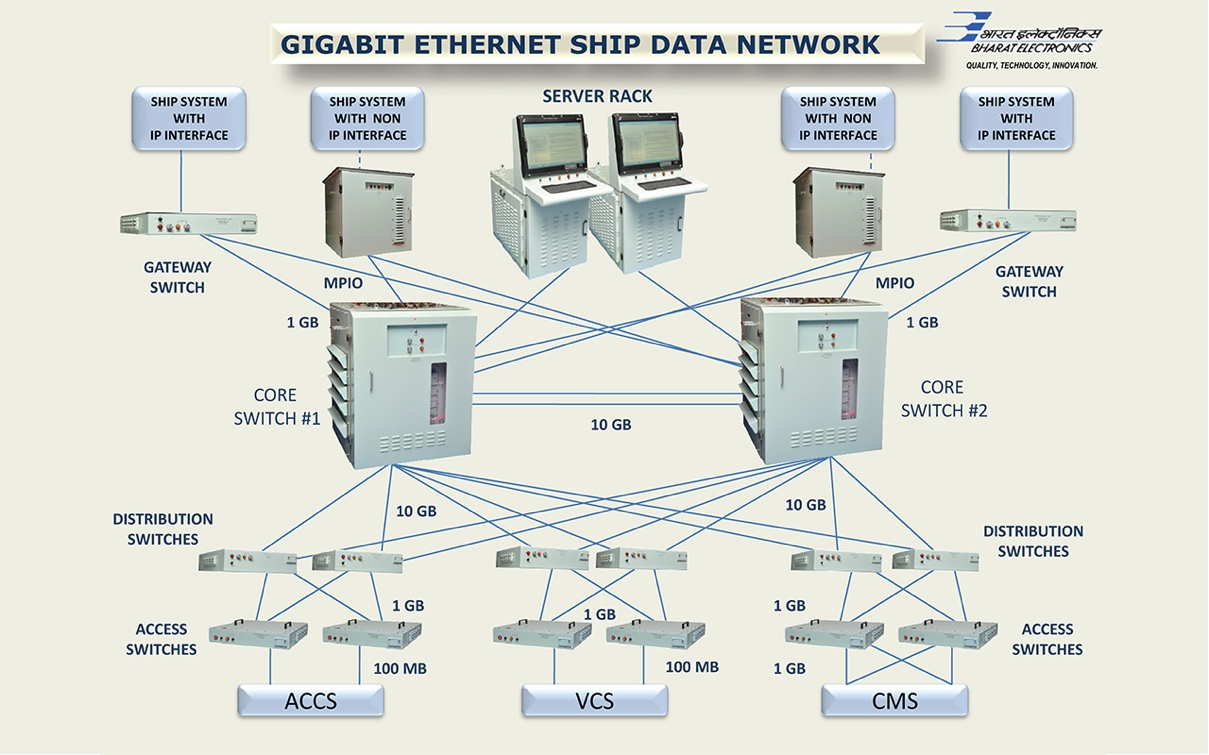 GIGABIT ETHERNET SHIP DATA NETWORK
भारत इलेक्ट्रॉनिक्स
BHARAT ELECTRONICS
QUALITY, TECHNOLOGY, INNOVATION.
SHIP SYSTEM
WITH
IP INTERFACE
SHIP SYSTEM
WITH NON
IP INTERFACE
SERVER RACK
SHIP SYSTEM
WITH NON
IP INTERFACE
SHIP SYSTEM
WITH
IP INTERFACE
GATEWAY
SWITCH
MPIO
MPIO
GATEWAY
SWITCH
1 GB
1 GB
CORE
SWITCH #1
CORE
SWITCH #2
10 GB
10 GB
10 GB
DISTRIBUTION
SWITCHES
DISTRIBUTION
SWITCHES
1 GB
1 GB
1 GB
ACCESS
SWITCHES
ACCESS
SWITCHES
100 MB
100 MB
1 GB
ACCS
VCS
CMS